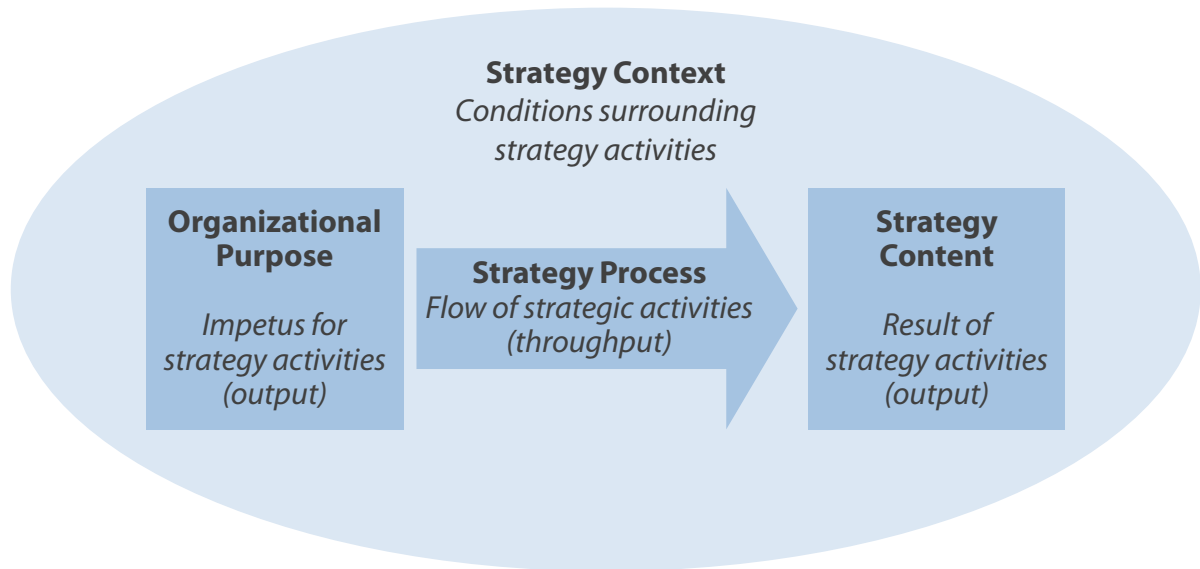 Strategy Context
Conditions surrounding
strategy activities
Organizational
Purpose
Impetus for
strategy activities
(output)
Strategy Process
Flow of strategic activities
(throughput)
Strategy
Content
Result of
strategy activities
(output)